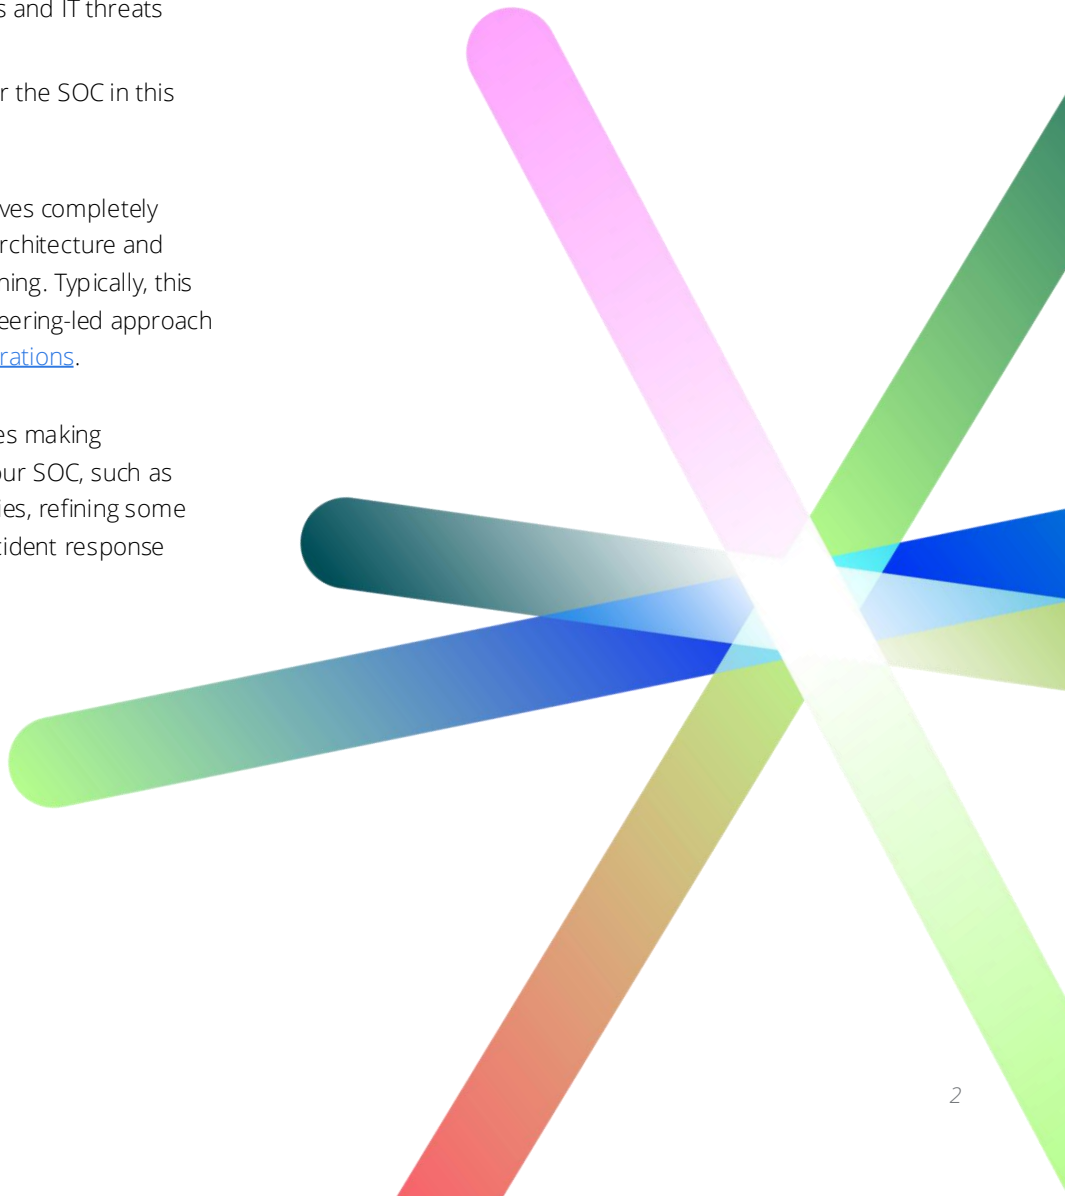 s and IT threats
r the SOC in this
ves completely
rchitecture and
ning. Typically, this
eering-led approach
rations.
es making
our SOC, such as
ies, refining some
cident response
2